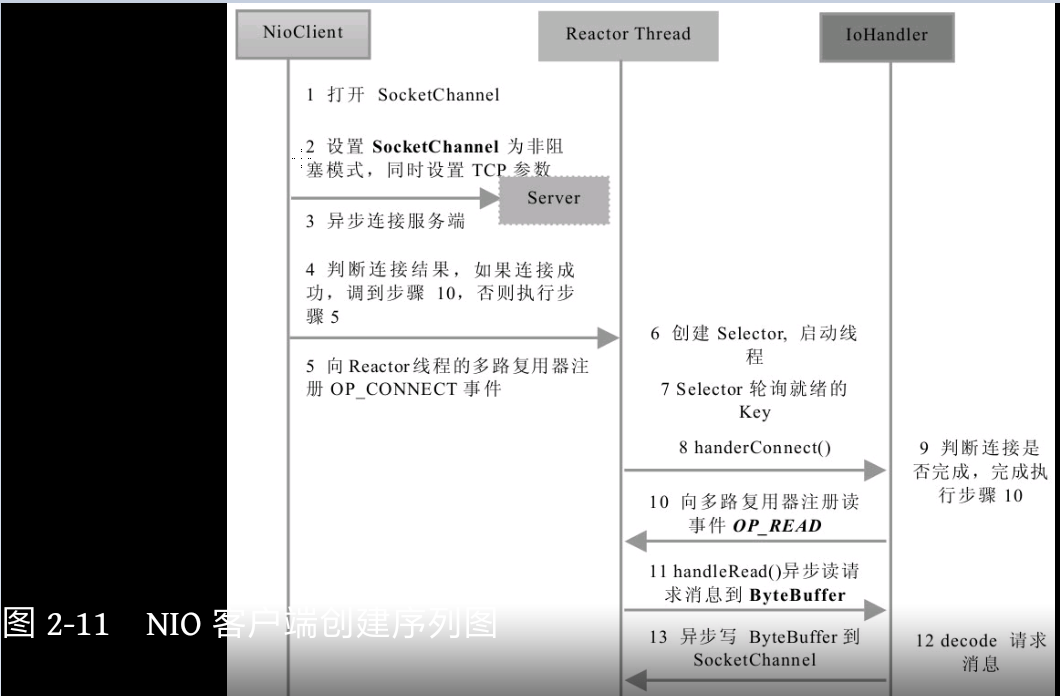 NioClient
Reactor Thread
IoHandler
1 打开 SocketChannel
2 设置 SocketChannel 为非阻
塞模式，同时设置 TCP 参数
Server
3 异步连接服务端
4 判断连接结果，如果连接成
功，调到步骤 10，否则执行步
骤 5
5 向 Reactor 线程的多路复用器注
册 OP_CONNECT 事件
6 创建 Selector, 启动线
程
7 Selector 轮询就绪的
Key
8 handerConnect()
9 判断连接是
否完成，完成执
行步骤 10
10 向多路复用器注册读
事件 OP_READ
11 handleRead()异步读请
求消息到 ByteBuffer
12 decode 请求
消息
13 异步写 ByteBuffer 到
SocketChannel
图 2-11 NIO 客户端创建序列图